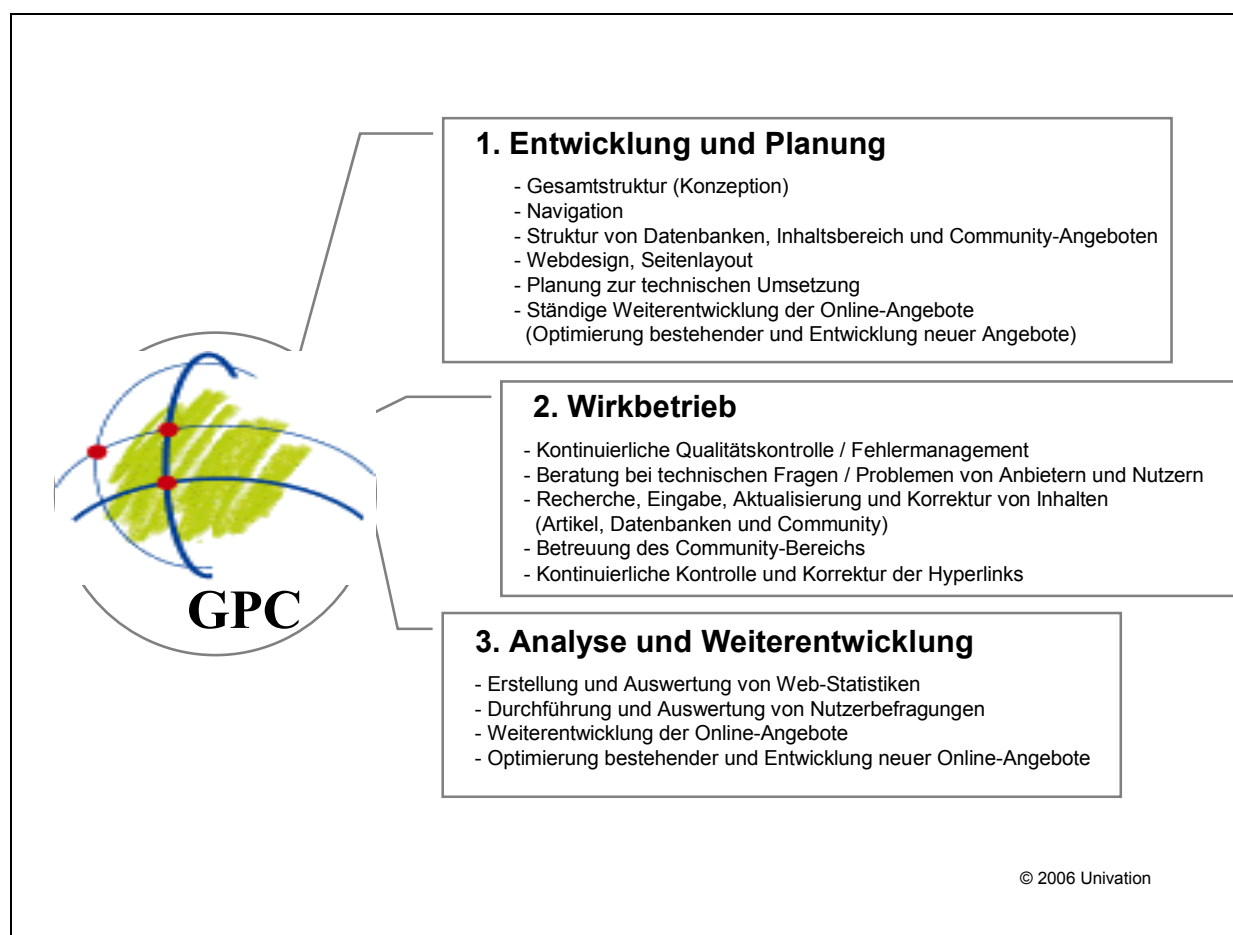 1. Entwicklung und Planung
- Gesamtstruktur (Konzeption)
- Navigation
- Struktur von Datenbanken, Inhaltsbereich und Community-Angeboten
- Webdesign, Seitenlayout
- Planung zur technischen Umsetzung
- Ständige Weiterentwicklung der Online-Angebote
(Optimierung bestehender und Entwicklung neuer Angebote)
2. Wirkbetrieb
- Kontinuierliche Qualitätskontrolle / Fehlermanagement
- Beratung bei technischen Fragen / Problemen von Anbietern und Nutzern
- Recherche, Eingabe, Aktualisierung und Korrektur von Inhalten
(Artikel, Datenbanken und Community)
- Betreuung des Community-Bereichs
- Kontinuierliche Kontrolle und Korrektur der Hyperlinks
GPC
3. Analyse und Weiterentwicklung
- Erstellung und Auswertung von Web-Statistiken
- Durchführung und Auswertung von Nutzerbefragungen
- Weiterentwicklung der Online-Angebote
- Optimierung bestehender und Entwicklung neuer Online-Angebote
© 2006 Univation